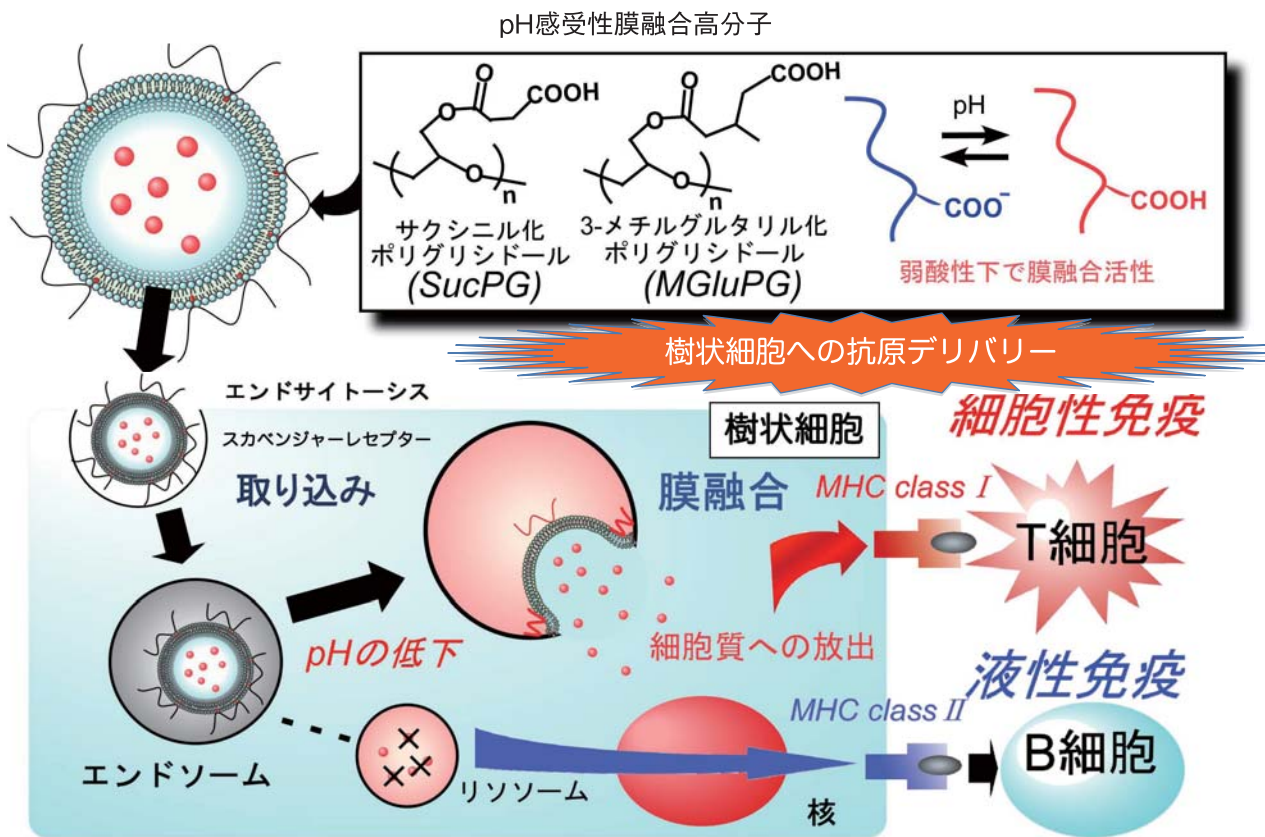 pH感受性膜融合高分子
O
O
COOH
O
n
サクシニル化
ポリグリシドール
(SucPG)
O
O
COOH
O
n
3-メチルグルタリル化
ポリグリシドール
(MGluPG)
pH
COO⁻
COOH
弱酸性下で膜融合活性
樹状細胞への抗原デリバリー
エンドサイトーシス
スカベンジャーレセプター
取り込み
樹状細胞
細胞性免疫
膜融合
MHC class I
T細胞
pHの低下
細胞質への放出
液性免疫
MHC class II
B細胞
エンドソーム
リソソーム
核